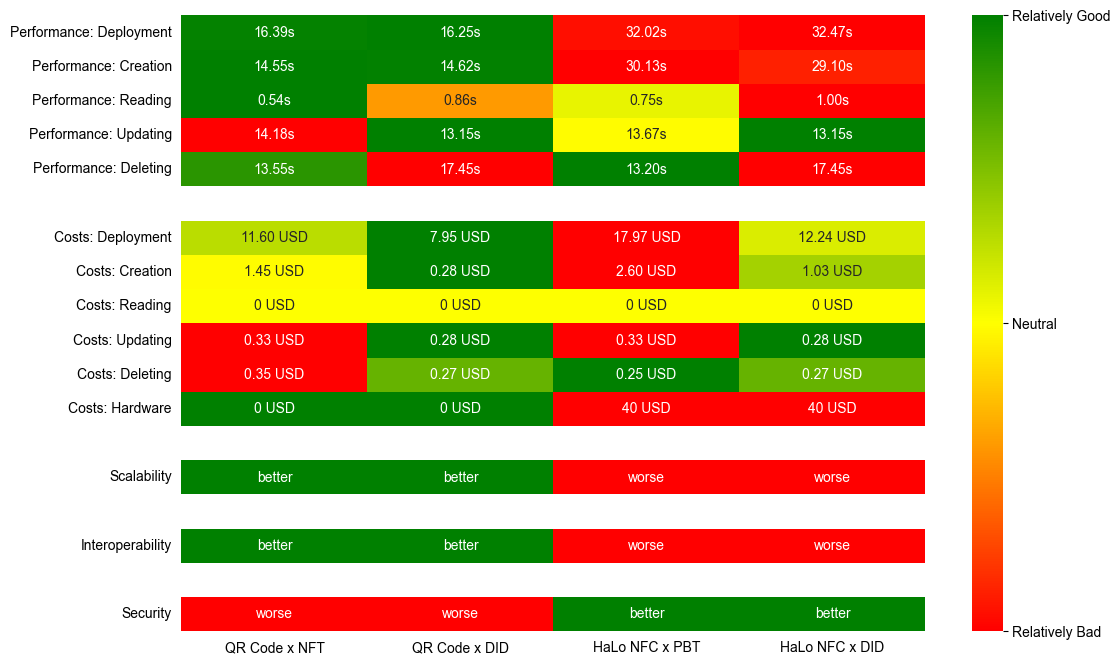 Performance: Deployment 16.39s 16.25s 32.02s 32.47s
Performance: Creation 14.55s 14.62s 30.13s 29.10s
Performance: Reading 0.54s 0.86s 0.75s 1.00s
Performance: Updating 14.18s 13.15s 13.67s 13.15s
Performance: Deleting 13.55s 17.45s 13.20s 17.45s
Costs: Deployment 11.60 USD 7.95 USD 17.97 USD 12.24 USD
Costs: Creation 1.45 USD 0.28 USD 2.60 USD 1.03 USD
Costs: Reading 0 USD 0 USD 0 USD 0 USD
Costs: Updating 0.33 USD 0.28 USD 0.33 USD 0.28 USD
Costs: Deleting 0.35 USD 0.27 USD 0.25 USD 0.27 USD
Costs: Hardware 0 USD 0 USD 40 USD 40 USD
Scalability better better worse worse
Interoperability better better worse worse
Security worse worse better better
QR Code x NFT QR Code x DID HaLo NFC x PBT HaLo NFC x DID
Relatively Good
Neutral
Relatively Bad